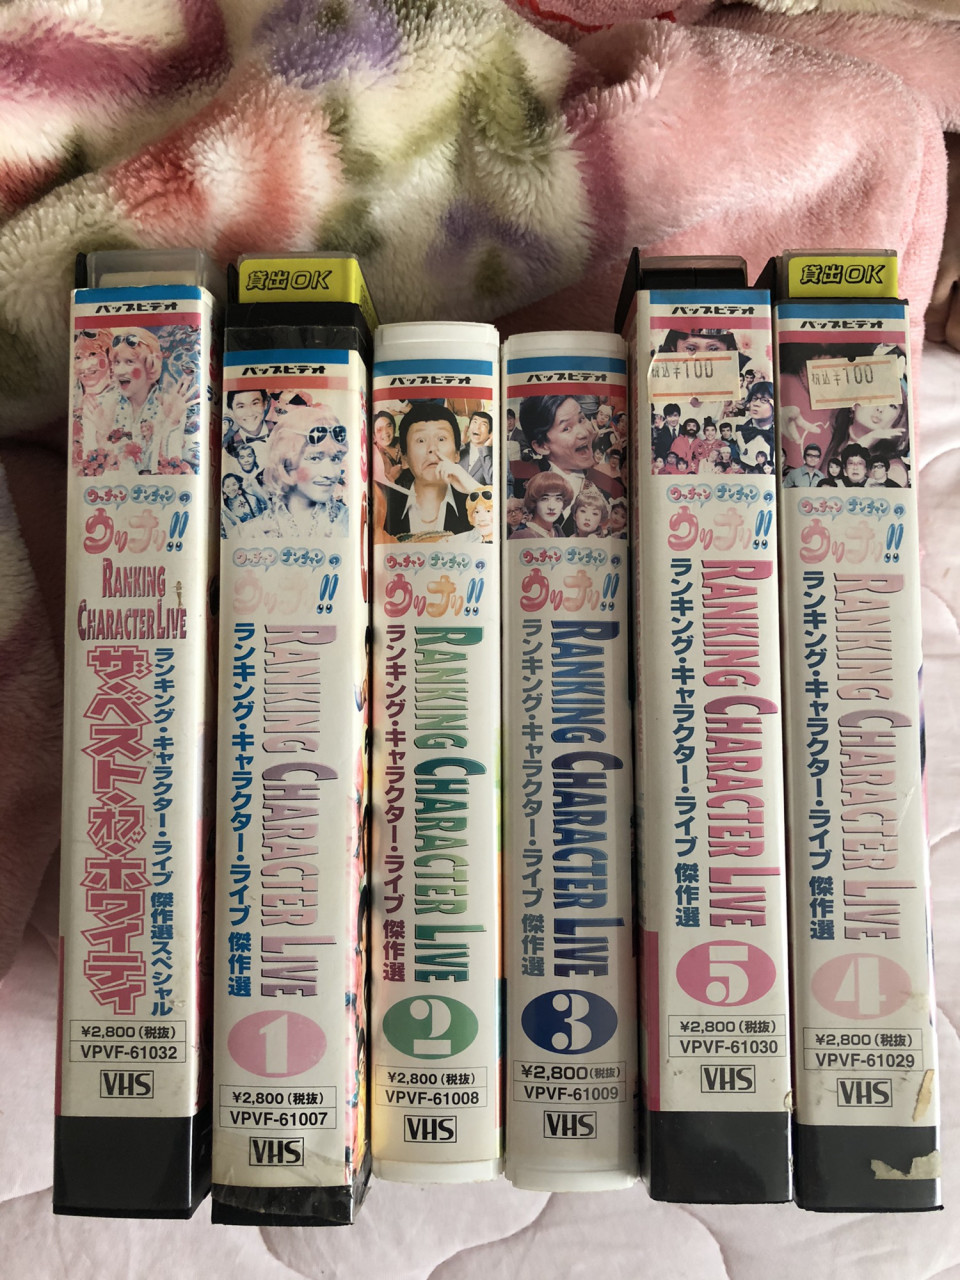 バップビデオ
ウッチャンナンチャンの
ウリナリ!!
RANKING
CHARACTER LIVE
ランキング・キャラクター・ライブ 傑作選スペシャル
ザ・ベスト・オブ・ホワイティ
¥2,800(税抜)
VPVF-61032
VHS
貸出OK
バップビデオ
ウッチャンナンチャンの
ウリナリ!!
RANKING CHARACTER LIVE
ランキング・キャラクター・ライブ 傑作選
1
¥2,800(税抜)
VPVF-61007
VHS
バップビデオ
ウッチャンナンチャンの
ウリナリ!!
RANKING CHARACTER LIVE
ランキング・キャラクター・ライブ 傑作選
2
¥2,800(税抜)
VPVF-61008
VHS
バップビデオ
ウッチャンナンチャンの
ウリナリ!!
RANKING CHARACTER LIVE
ランキング・キャラクター・ライブ 傑作選
3
¥2,800(税抜)
VPVF-61009
VHS
バップビデオ
税込¥100
ウッチャンナンチャンの
ウリナリ!!
RANKING CHARACTER LIVE
ランキング・キャラクター・ライブ 傑作選
5
¥2,800(税抜)
VPVF-61030
VHS
貸出OK
バップビデオ
税込¥100
ウッチャンナンチャンの
ウリナリ!!
RANKING CHARACTER LIVE
ランキング・キャラクター・ライブ 傑作選
4
¥2,800(税抜)
VPVF-61029
VHS